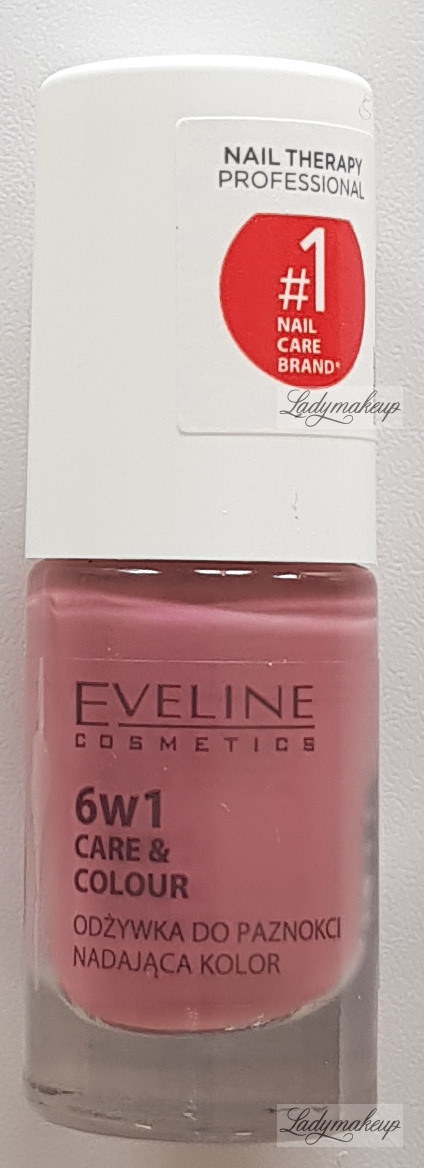 NAIL THERAPY
PROFESSIONAL
#1
NAIL
CARE
BRAND*
Ladymakeup
EVELINE
COSMETICS
6w1
CARE &
COLOUR
ODŻYWKA DO PAZNOKCI
NADAJĄCA KOLOR
Ladymakeup